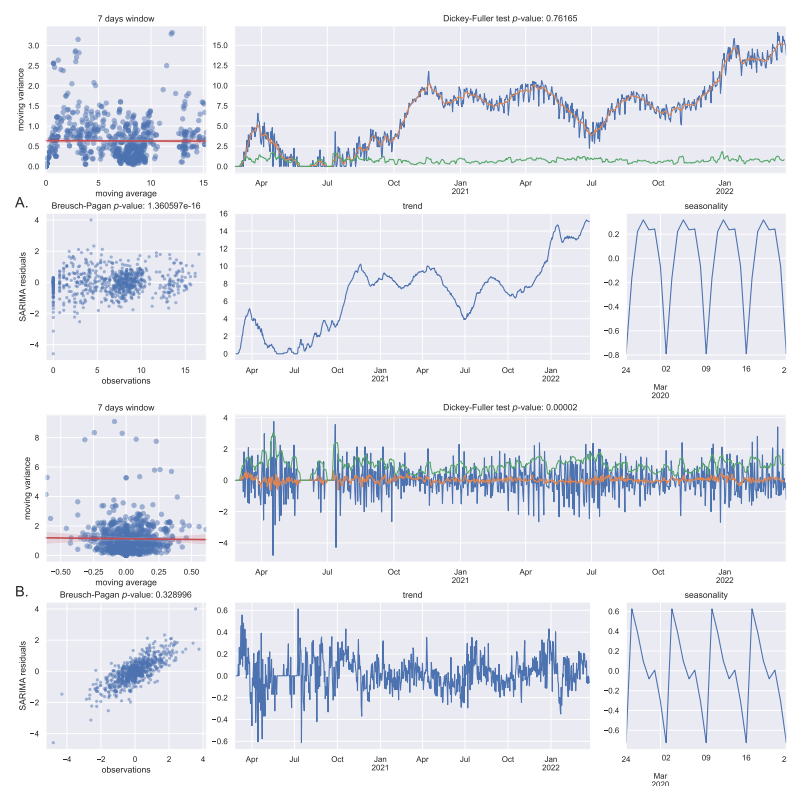 7 days window
Dickey-Fuller test p-value: 0.76165
moving variance
3.0
2.5
2.0
1.5
1.0
0.5
0.0
0
5
10
15
moving average
15.0
12.5
10.0
7.5
5.0
2.5
0.0
Apr
Jul
Oct
Jan
2021
Apr
Jul
Oct
Jan
2022
A.
Breusch-Pagan p-value: 1.360597e-16
trend
seasonality
SARIMA residuals
4
2
0
−2
−4
0
5
10
15
observations
16
14
12
10
8
6
4
2
0
Apr
Jul
Oct
Jan
2021
Apr
Jul
Oct
Jan
2022
0.2
0.0
−0.2
−0.4
−0.6
−0.8
24
02
09
16
2
Mar
2020
7 days window
Dickey-Fuller test p-value: 0.00002
moving variance
8
6
4
2
0
−0.50
−0.25
0.00
0.25
0.50
moving average
4
2
0
−2
−4
Apr
Jul
Oct
Jan
2021
Apr
Jul
Oct
Jan
2022
B.
Breusch-Pagan p-value: 0.328996
trend
seasonality
SARIMA residuals
4
2
0
−2
−4
−4
−2
0
2
4
observations
0.6
0.4
0.2
0.0
−0.2
−0.4
−0.6
Apr
Jul
Oct
Jan
2021
Apr
Jul
Oct
Jan
2022
0.6
0.4
0.2
0.0
−0.2
−0.4
−0.6
24
02
09
16
2
Mar
2020